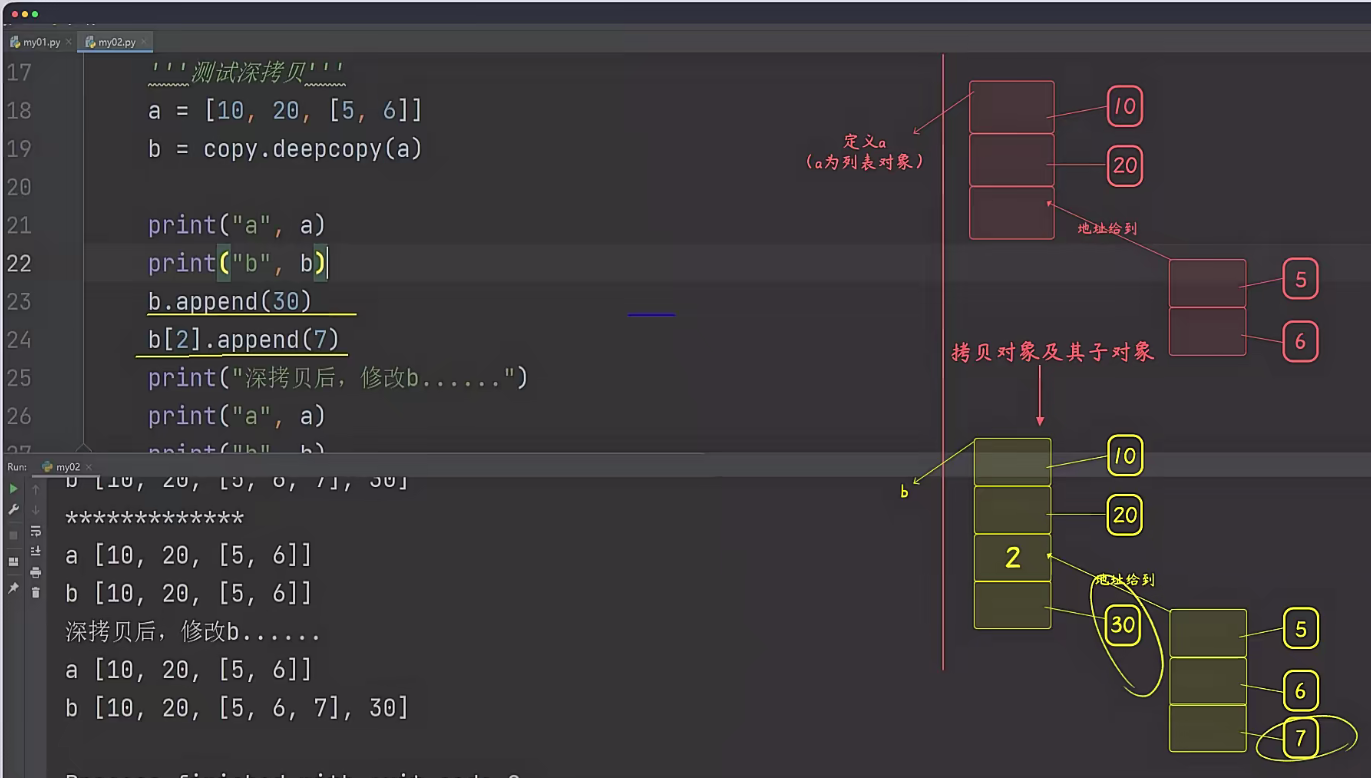 my01.py
my02.py
17 '''测试深拷贝'''
18 a = [10, 20, [5, 6]]
19 b = copy.deepcopy(a)
20
21 print("a", a)
22 print("b", b)
23 b.append(30)
24 b[2].append(7)
25 print("深拷贝后，修改b......")
26 print("a", a)
27 print("b", b)
Run: my02
b [10, 20, [5, 6, 7], 30]
*************
a [10, 20, [5, 6]]
b [10, 20, [5, 6]]
深拷贝后，修改b......
a [10, 20, [5, 6]]
b [10, 20, [5, 6, 7], 30]
定义a
（a为列表对象）
10
20
地址给到
5
6
拷贝对象及其子对象
b
10
20
2
地址给到
30
5
6
7